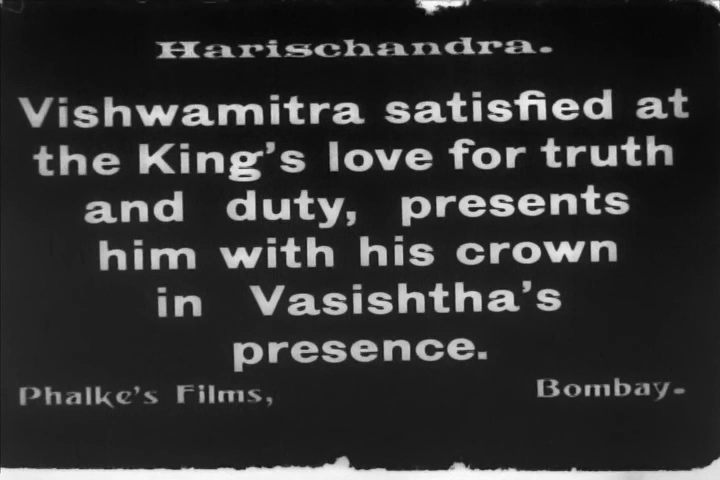 Harischandra.
Vishwamitra satisfied at
the King's love for truth
and duty, presents
him with his crown
in Vasishtha's
presence.
Phalke's Films, Bombay.